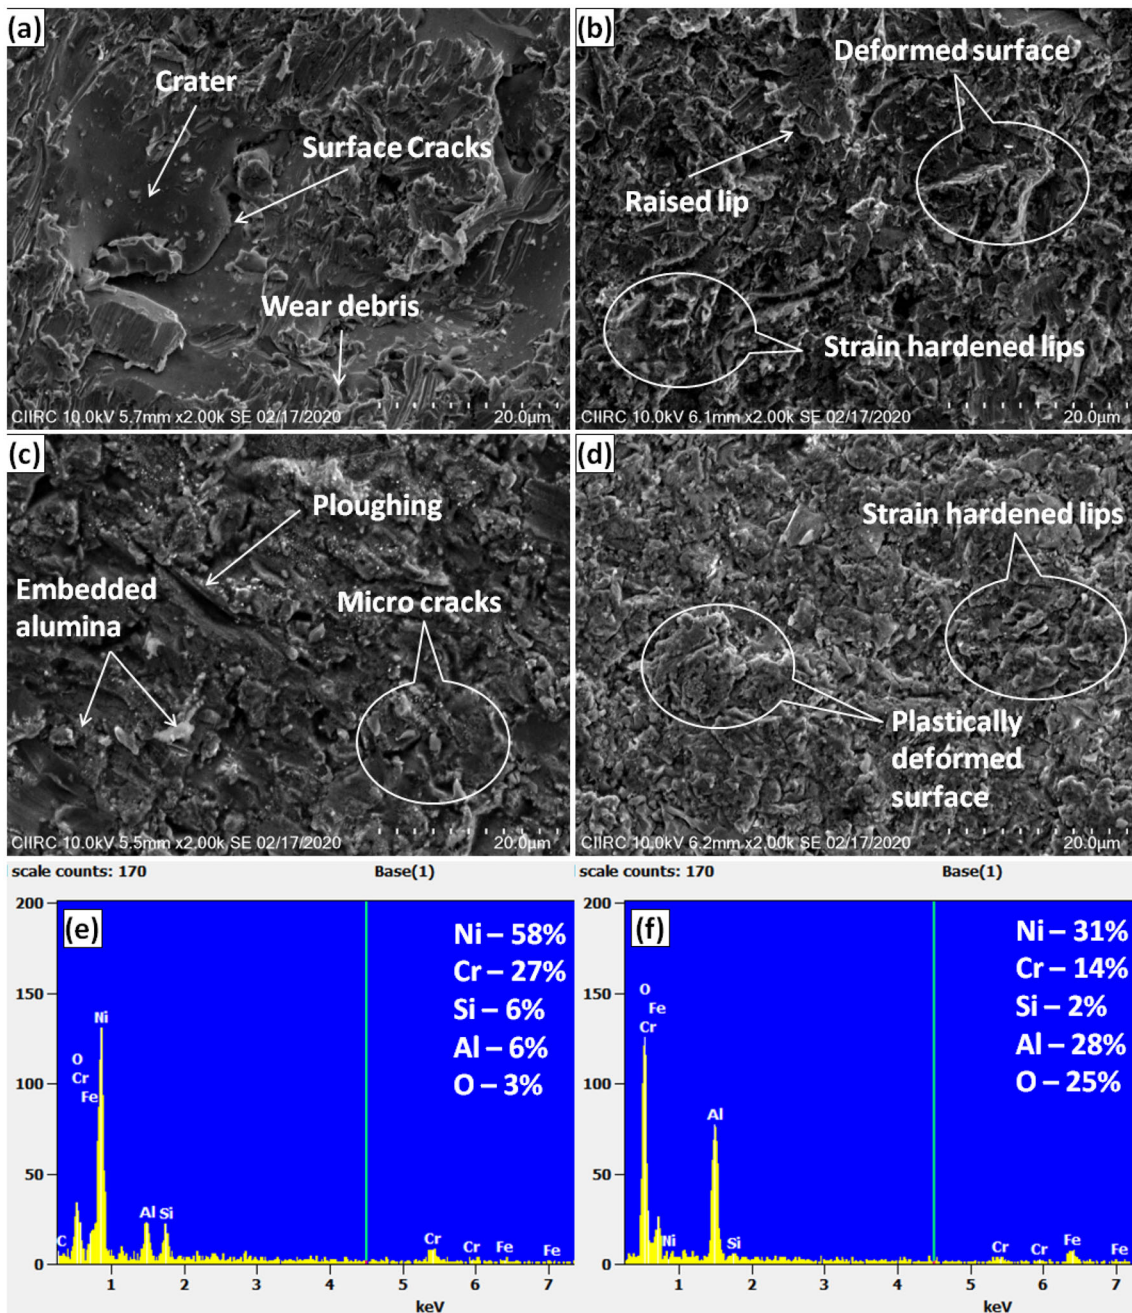 (a)
Crater
Surface Cracks
Wear debris
CIIRC 10.0kV 5.7mm x2.00k SE 02/17/2020
20.0µm
(b)
Deformed surface
Raised lip
Strain hardened lips
CIIRC 10.0kV 6.1mm x2.00k SE 02/17/2020
20.0µm
(c)
Ploughing
Embedded
alumina
Micro cracks
CIIRC 10.0kV 5.5mm x2.00k SE 02/17/2020
20.0µm
(d)
Strain hardened lips
Plastically
deformed
surface
CIIRC 10.0kV 6.2mm x2.00k SE 02/17/2020
20.0µm
scale counts: 170
Base(1)
(e)
Ni – 58%
Cr – 27%
Si – 6%
Al – 6%
O – 3%
200
150
100
50
0
C
O
Cr
Fe
Ni
Al
Si
Cr
Cr
Fe
Fe
1 2 3 4 5 6 7
keV
scale counts: 170
Base(1)
(f)
Ni – 31%
Cr – 14%
Si – 2%
Al – 28%
O – 25%
200
150
100
50
0
O
Fe
Cr
Ni
Al
Si
Cr
Cr
Fe
Fe
1 2 3 4 5 6 7
keV